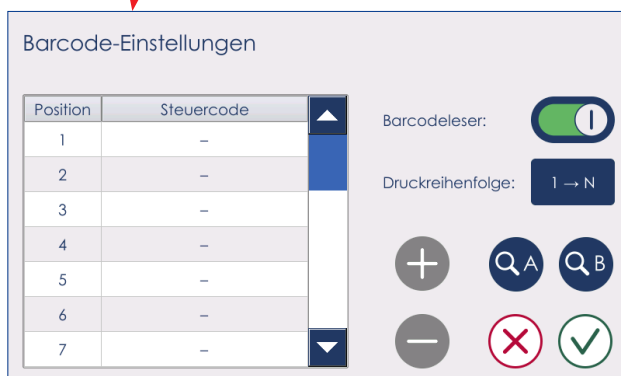 Barcode-Einstellungen
Position Steuercode
1 –
2 –
3 –
4 –
5 –
6 –
7 –
Barcodeleser:
Druckreihenfolge: 1 → N
A B